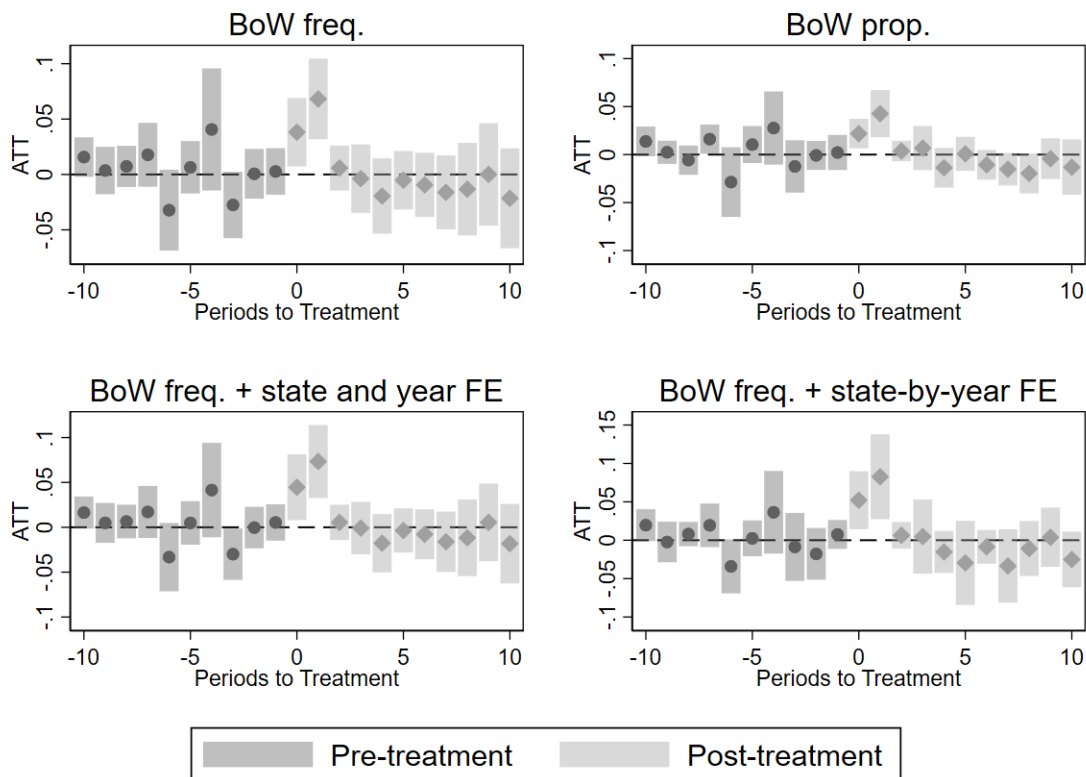 BoW freq.
ATT
.1
.05
0
-.05
-10 -5 0 5 10
Periods to Treatment
BoW prop.
ATT
.1
.05
0
-.05
-.1
-10 -5 0 5 10
Periods to Treatment
BoW freq. + state and year FE
ATT
.1
.05
0
-.05
-.1
-10 -5 0 5 10
Periods to Treatment
BoW freq. + state-by-year FE
ATT
.15
.1
.05
0
-.05
-.1
-10 -5 0 5 10
Periods to Treatment
Pre-treatment Post-treatment